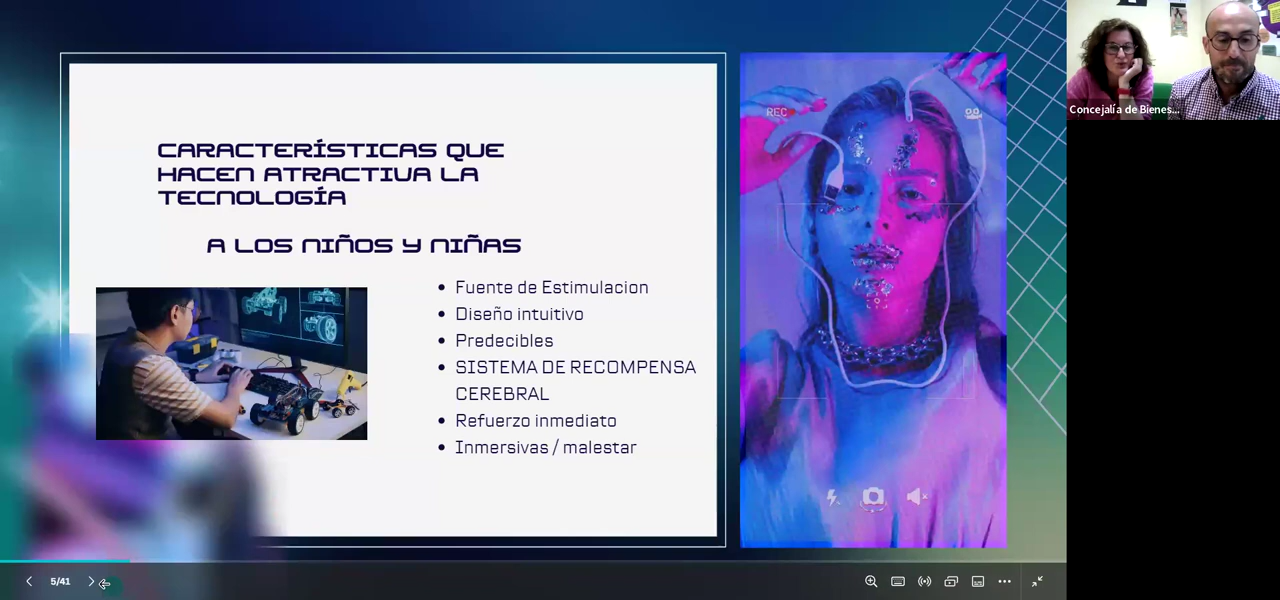 CARACTERÍSTICAS QUE
HACEN ATRACTIVA LA
TECNOLOGÍA
A LOS NIÑOS Y NIÑAS
Fuente de Estimulacion
Diseño intuitivo
Predecibles
SISTEMA DE RECOMPENSA
CEREBRAL
Refuerzo inmediato
Inmersivas / malestar
REC
5/41
Concejalía de Bienes...